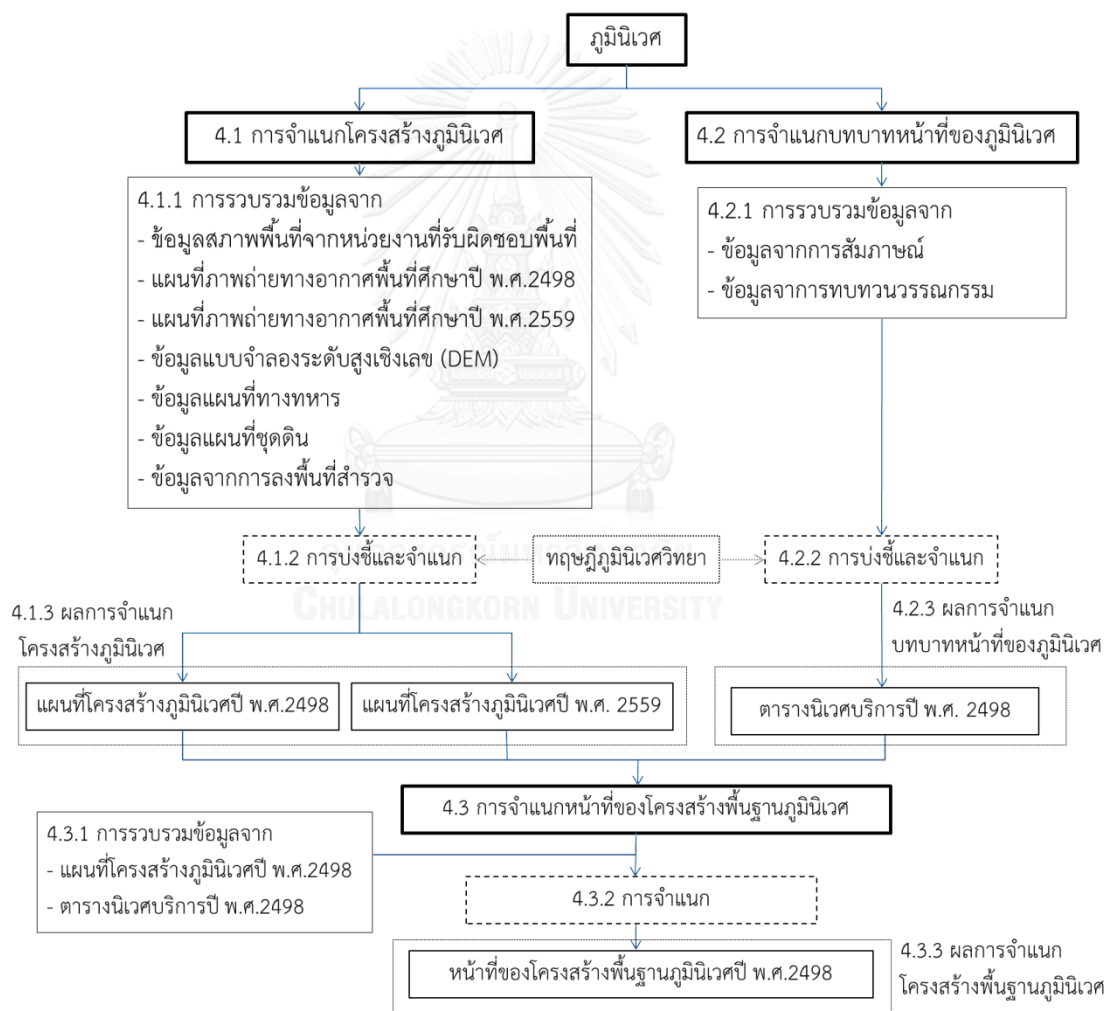 ภูมินิเวศ
4.1 การจำแนกโครงสร้างภูมินิเวศ
4.2 การจำแนกบทบาทหน้าที่ของภูมินิเวศ
4.1.1 การรวบรวมข้อมูลจาก
- ข้อมูลสภาพพื้นที่จากหน่วยงานที่รับผิดชอบพื้นที่
- แผนที่ภาพถ่ายทางอากาศพื้นที่ศึกษาปี พ.ศ.2498
- แผนที่ภาพถ่ายทางอากาศพื้นที่ศึกษาปี พ.ศ.2559
- ข้อมูลแบบจำลองระดับสูงเชิงเลข (DEM)
- ข้อมูลแผนที่ทางทหาร
- ข้อมูลแผนที่ชุดดิน
- ข้อมูลจากการลงพื้นที่สำรวจ
4.2.1 การรวบรวมข้อมูลจาก
- ข้อมูลจากการสัมภาษณ์
- ข้อมูลจาการทบทวนวรรณกรรม
4.1.2 การบ่งชี้และจำแนก
ทฤษฎีภูมินิเวศวิทยา
4.2.2 การบ่งชี้และจำแนก
จุฬาลงกรณ์มหาวิทยาลัย
CHULALONGKORN UNIVERSITY
4.1.3 ผลการจำแนก
โครงสร้างภูมินิเวศ
4.2.3 ผลการจำแนก
บทบาทหน้าที่ของภูมินิเวศ
แผนที่โครงสร้างภูมินิเวศปี พ.ศ.2498
แผนที่โครงสร้างภูมินิเวศปี พ.ศ. 2559
ตารางนิเวศบริการปี พ.ศ. 2498
4.3 การจำแนกหน้าที่ของโครงสร้างพื้นฐานภูมินิเวศ
4.3.1 การรวบรวมข้อมูลจาก
- แผนที่โครงสร้างภูมินิเวศปี พ.ศ.2498
- ตารางนิเวศบริการปี พ.ศ.2498
4.3.2 การจำแนก
หน้าที่ของโครงสร้างพื้นฐานภูมินิเวศปี พ.ศ.2498
4.3.3 ผลการจำแนก
โครงสร้างพื้นฐานภูมินิเวศ